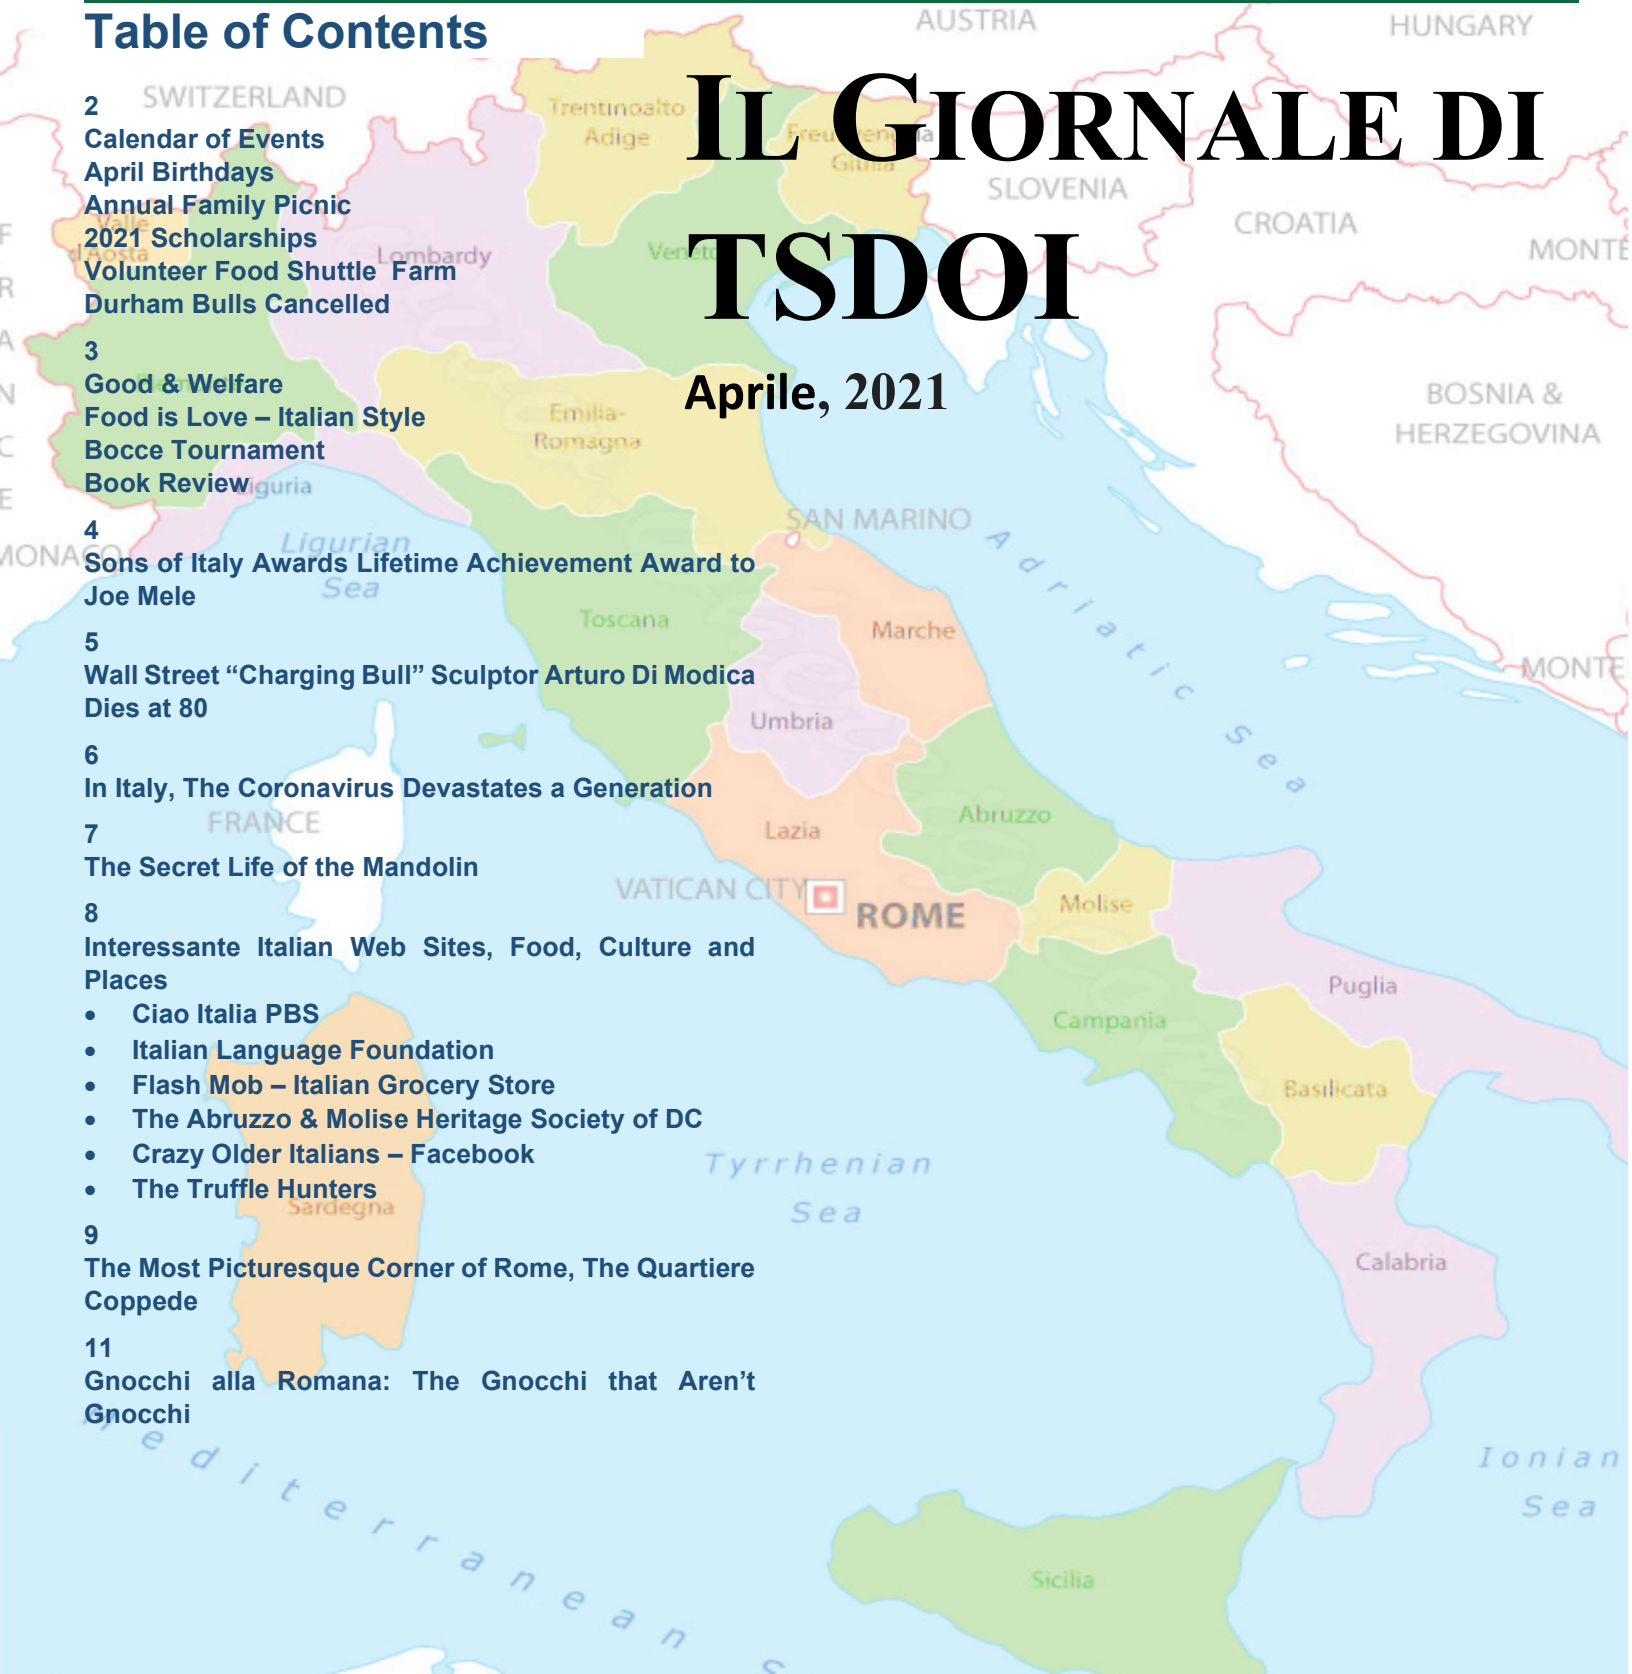 Table of Contents
2
Calendar of Events
April Birthdays
Annual Family Picnic
2021 Scholarships
Volunteer Food Shuttle Farm
Durham Bulls Cancelled
3
Good & Welfare
Food is Love – Italian Style
Bocce Tournament
Book Review
4
Sons of Italy Awards Lifetime Achievement Award to
Joe Mele
5
Wall Street “Charging Bull” Sculptor Arturo Di Modica
Dies at 80
6
In Italy, The Coronavirus Devastates a Generation
7
The Secret Life of the Mandolin
8
Interessante Italian Web Sites, Food, Culture and
Places
• Ciao Italia PBS
• Italian Language Foundation
• Flash Mob – Italian Grocery Store
• The Abruzzo & Molise Heritage Society of DC
• Crazy Older Italians – Facebook
• The Truffle Hunters
9
The Most Picturesque Corner of Rome, The Quartiere
Coppede
11
Gnocchi alla Romana: The Gnocchi that Aren’t
Gnocchi
IL GIORNALE DI
TSDOI
Aprile, 2021
AUSTRIA
HUNGARY
SWITZERLAND
Trentinoalto
Adige
SLOVENIA
CROATIA
MONTE
Valle
d'Aosta
Lombardy
Veneto
BOSNIA &
HERZEGOVINA
Emilia-
Romagna
Liguria
Ligurian
Sea
MONACO
SAN MARINO
Adriatic Sea
Toscana
Marche
MONTE
Umbria
FRANCE
Lazia
Abruzzo
VATICAN CITY
ROME
Molise
Puglia
Campania
Basilicata
Tyrrhenian
Sea
Sardegna
Calabria
Ionian
Sea
Mediterranean S
Sicilia